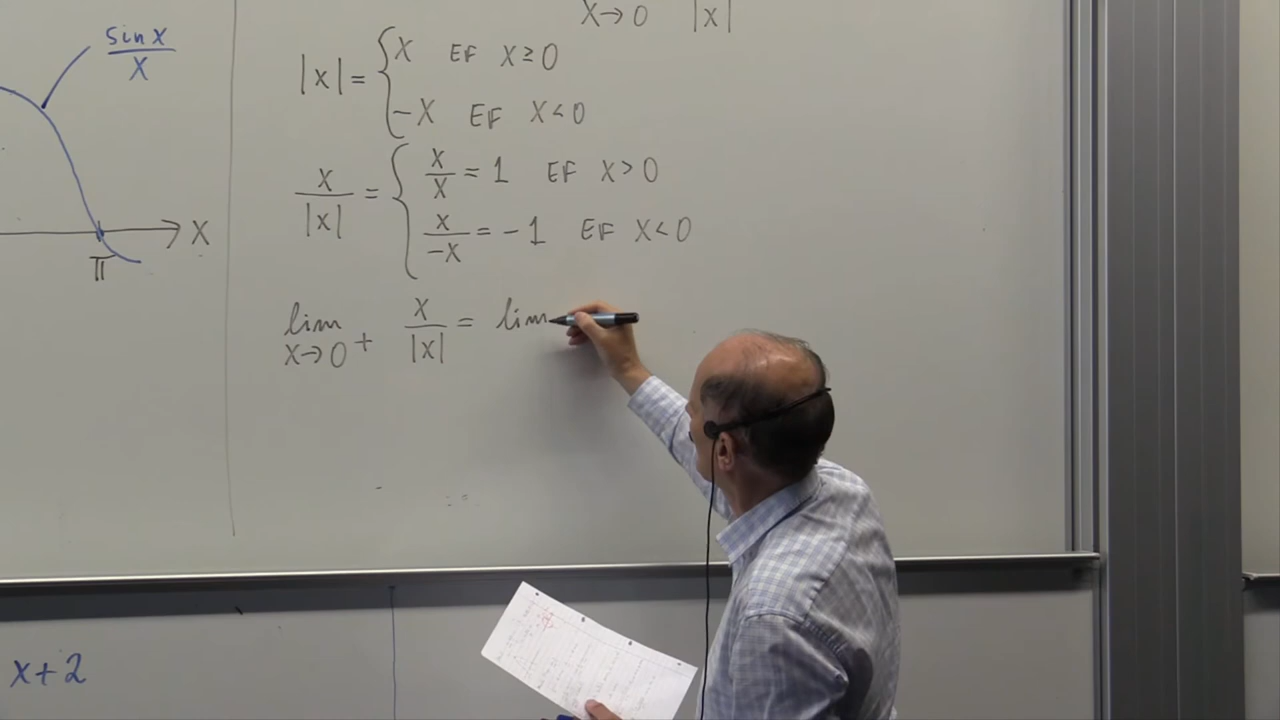 sin x
x
x→0 |x|
|x| = { x EF x ≥ 0
-x EF x < 0
x/|x| = { x/x = 1 EF x > 0
x/-x = -1 EF x < 0
x
π
lim x→0+ x/|x| = lim
x+2